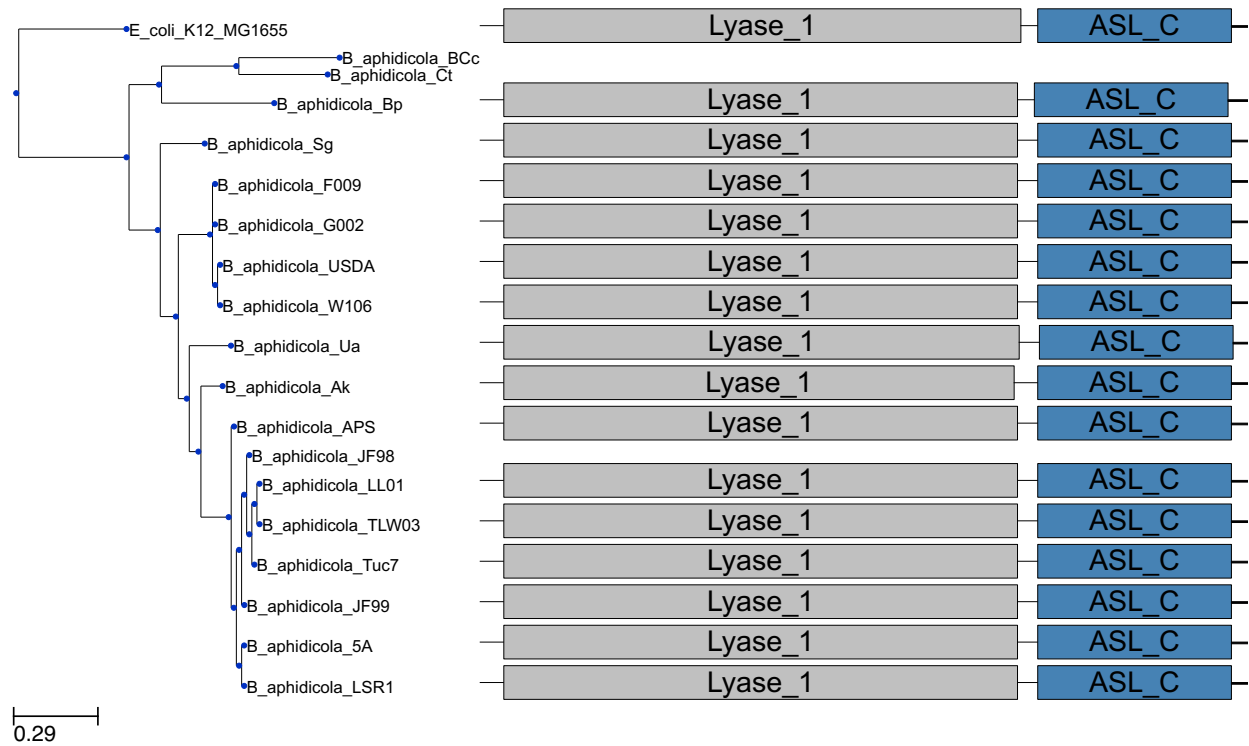 E_coli_K12_MG1655 Lyase_1 ASL_C
B_aphidicola_BCc
B_aphidicola_Ct
B_aphidicola_Bp Lyase_1 ASL_C
B_aphidicola_Sg Lyase_1 ASL_C
B_aphidicola_F009 Lyase_1 ASL_C
B_aphidicola_G002 Lyase_1 ASL_C
B_aphidicola_USDA Lyase_1 ASL_C
B_aphidicola_W106 Lyase_1 ASL_C
B_aphidicola_Ua Lyase_1 ASL_C
B_aphidicola_Ak Lyase_1 ASL_C
B_aphidicola_APS Lyase_1 ASL_C
B_aphidicola_JF98
B_aphidicola_LL01 Lyase_1 ASL_C
B_aphidicola_TLW03 Lyase_1 ASL_C
B_aphidicola_Tuc7 Lyase_1 ASL_C
B_aphidicola_JF99 Lyase_1 ASL_C
B_aphidicola_5A Lyase_1 ASL_C
B_aphidicola_LSR1 Lyase_1 ASL_C
0.29